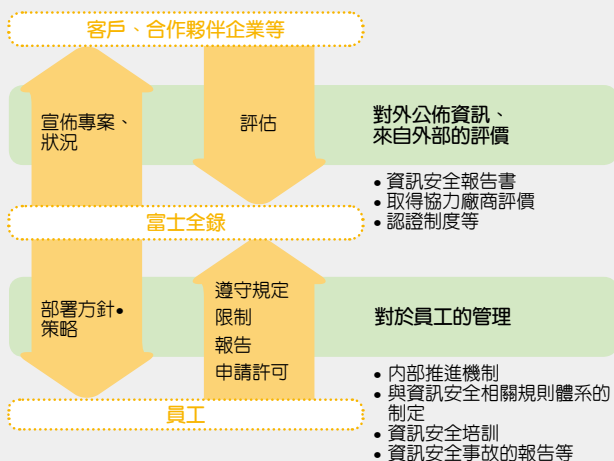 客戶、合作夥伴企業等
宣佈專案、
狀況
評估
對外公佈資訊、
來自外部的評價
• 資訊安全報告書
• 取得協力廠商評價
• 認證制度等
富士全錄
部署方針•
策略
遵守規定
限制
報告
申請許可
對於員工的管理
• 內部推進機制
• 與資訊安全相關規則體系的
制定
• 資訊安全培訓
• 資訊安全事故的報告等
員工